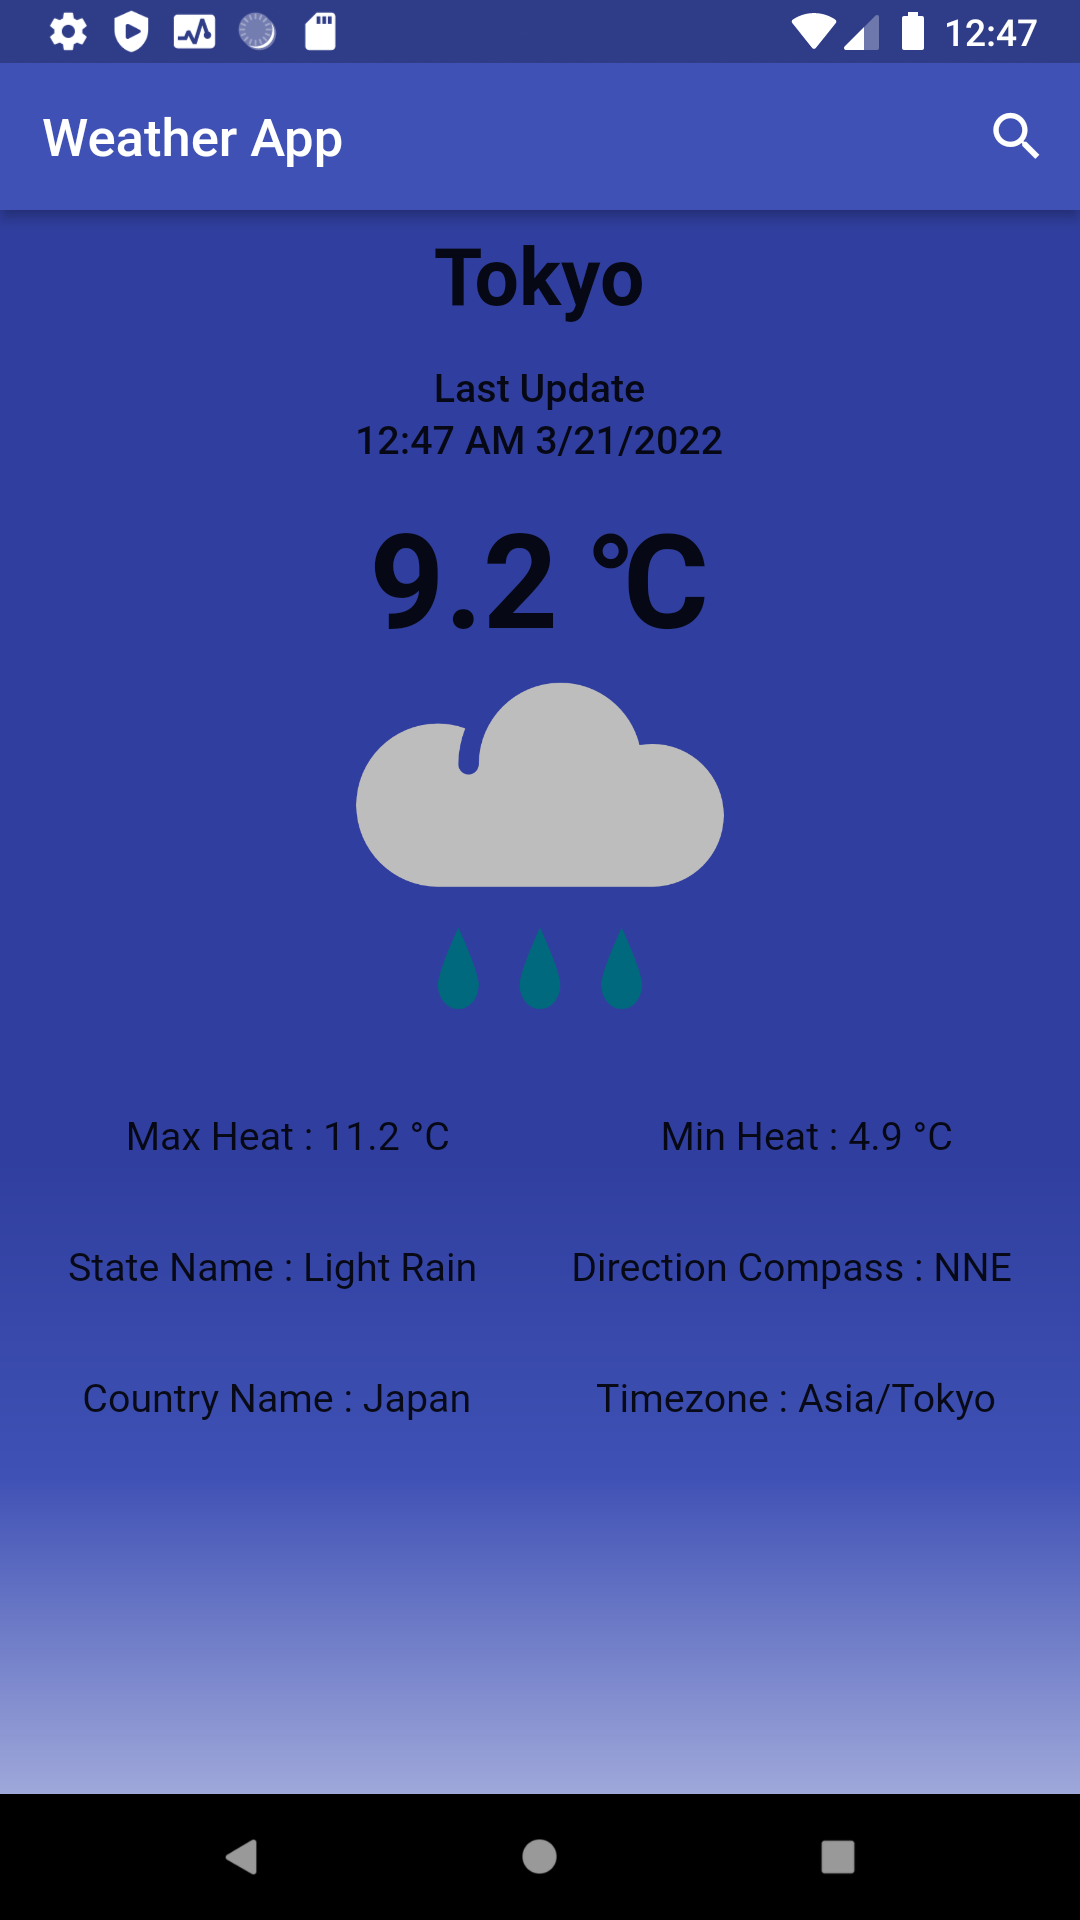 12:47
Weather App
Tokyo
Last Update
12:47 AM 3/21/2022
9.2 °C
Max Heat : 11.2 °C
Min Heat : 4.9 °C
State Name : Light Rain
Direction Compass : NNE
Country Name : Japan
Timezone : Asia/Tokyo